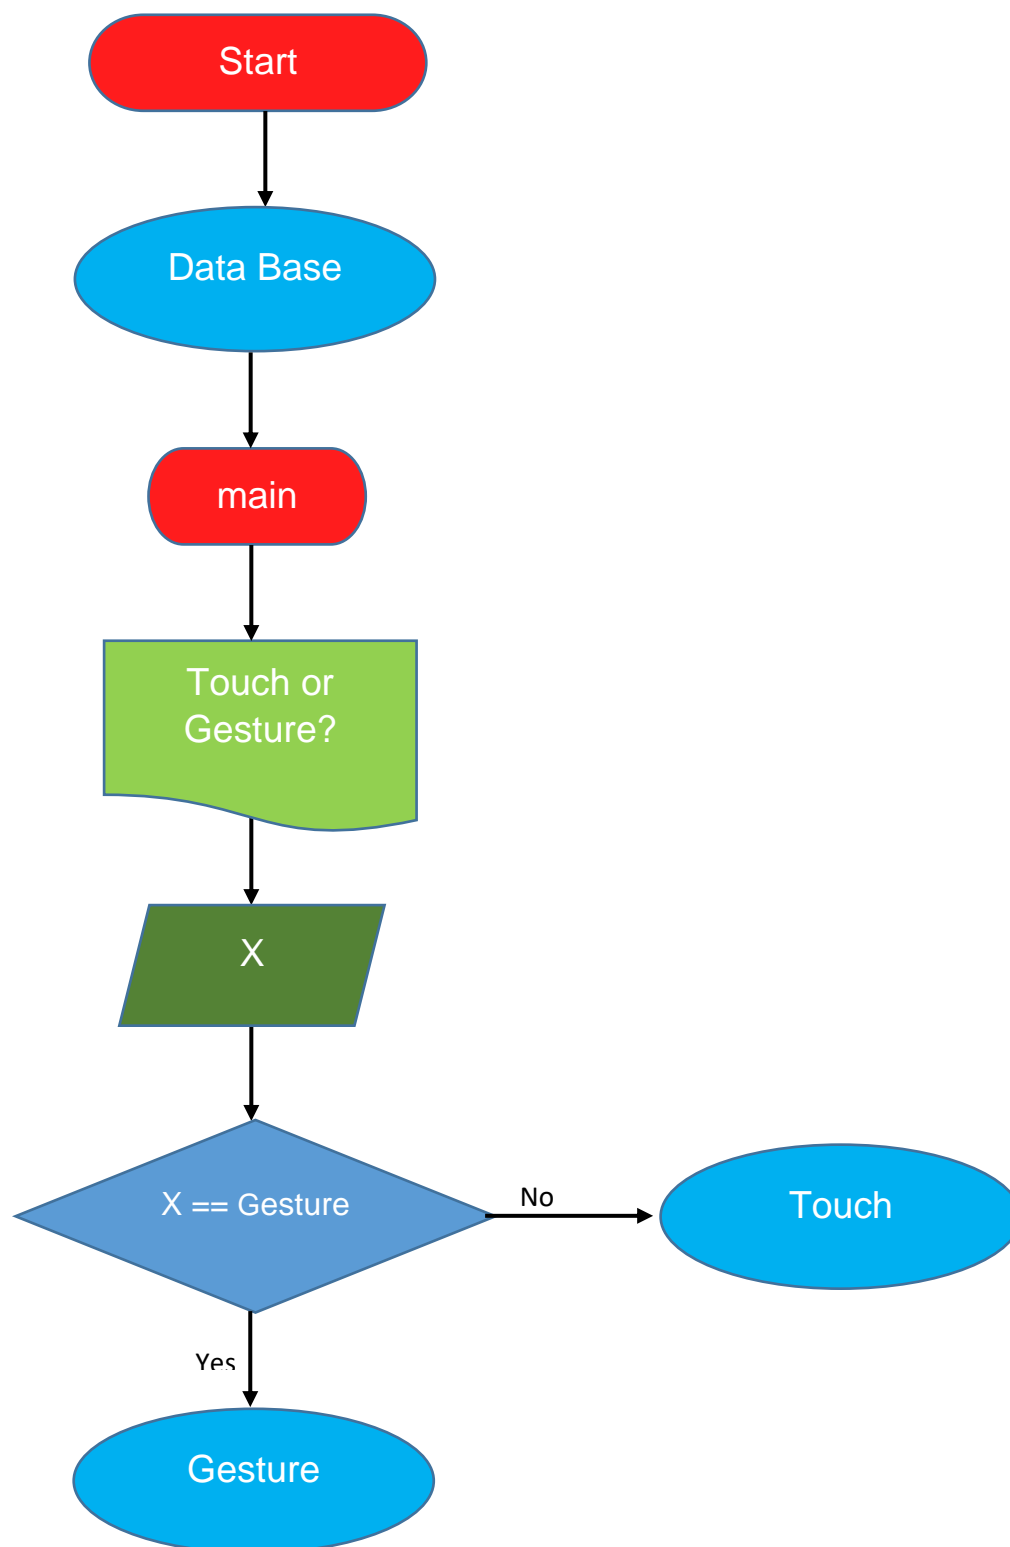 Start
Data Base
main
Touch or
Gesture?
X
X == Gesture
No
Touch
Yes
Gesture